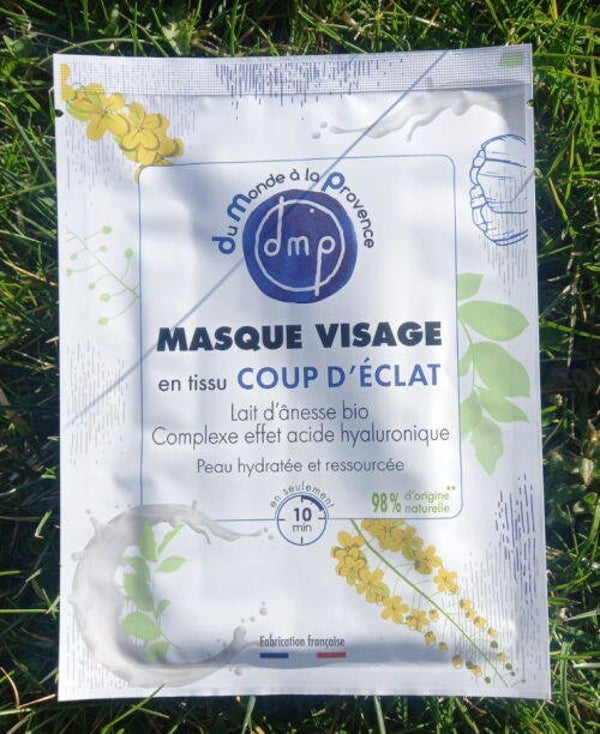 du Monde à la Provence
dmp
MASQUE VISAGE
en tissu COUP D'ÉCLAT
Lait d'ânesse bio
Complexe effet acide hyaluronique
Peau hydratée et ressourcée
en seulement
10
min
98% d'origine**
naturelle
Fabrication française